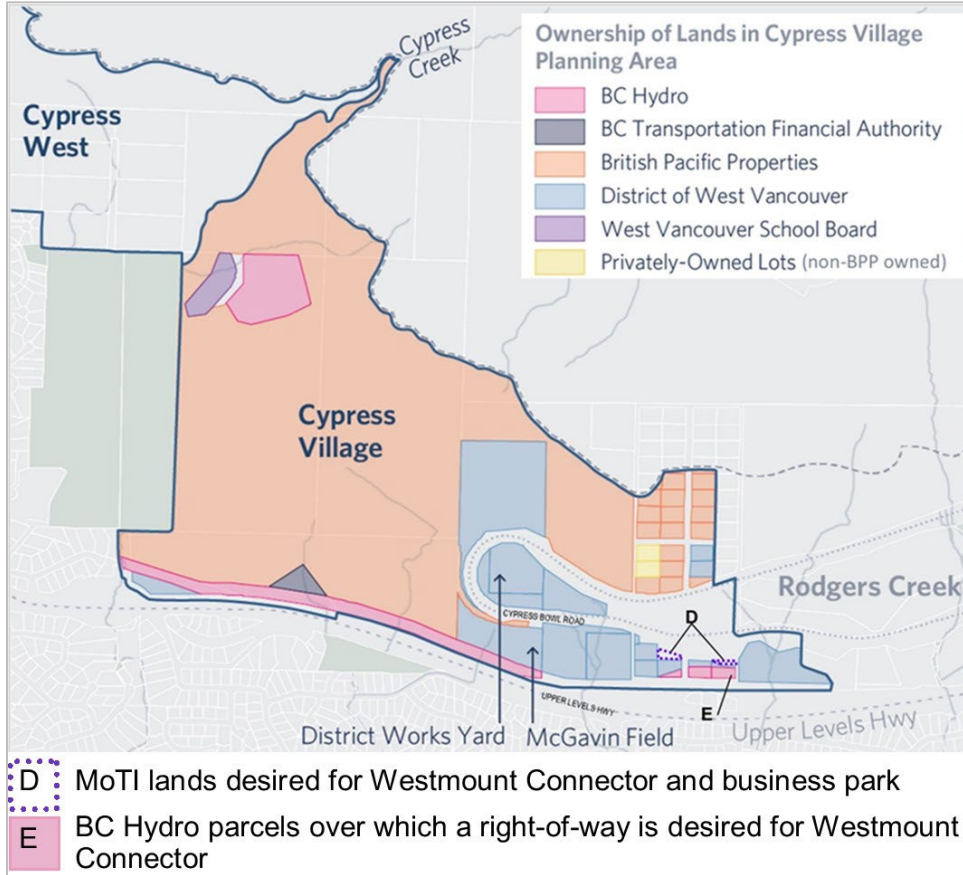 Cypress
Creek
Ownership of Lands in Cypress Village
Planning Area
BC Hydro
BC Transportation Financial Authority
British Pacific Properties
District of West Vancouver
West Vancouver School Board
Privately-Owned Lots (non-BPP owned)
Cypress
West
Cypress
Village
Rodgers Creek
D
CYPRESS BOWL ROAD
E
UPPER LEVELS HWY
Upper Levels Hwy
District Works Yard
McGavin Field
D MoTI lands desired for Westmount Connector and business park
E BC Hydro parcels over which a right-of-way is desired for Westmount
Connector